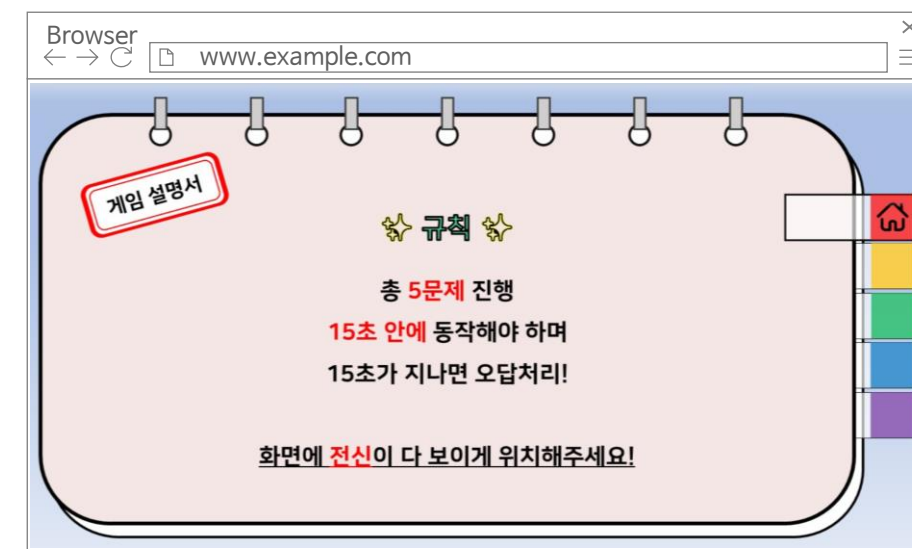 Browser
www.example.com
게임 설명서
규칙
총 5문제 진행
15초 안에 동작해야 하며
15초가 지나면 오답처리!
화면에 전신이 다 보이게 위치해주세요!